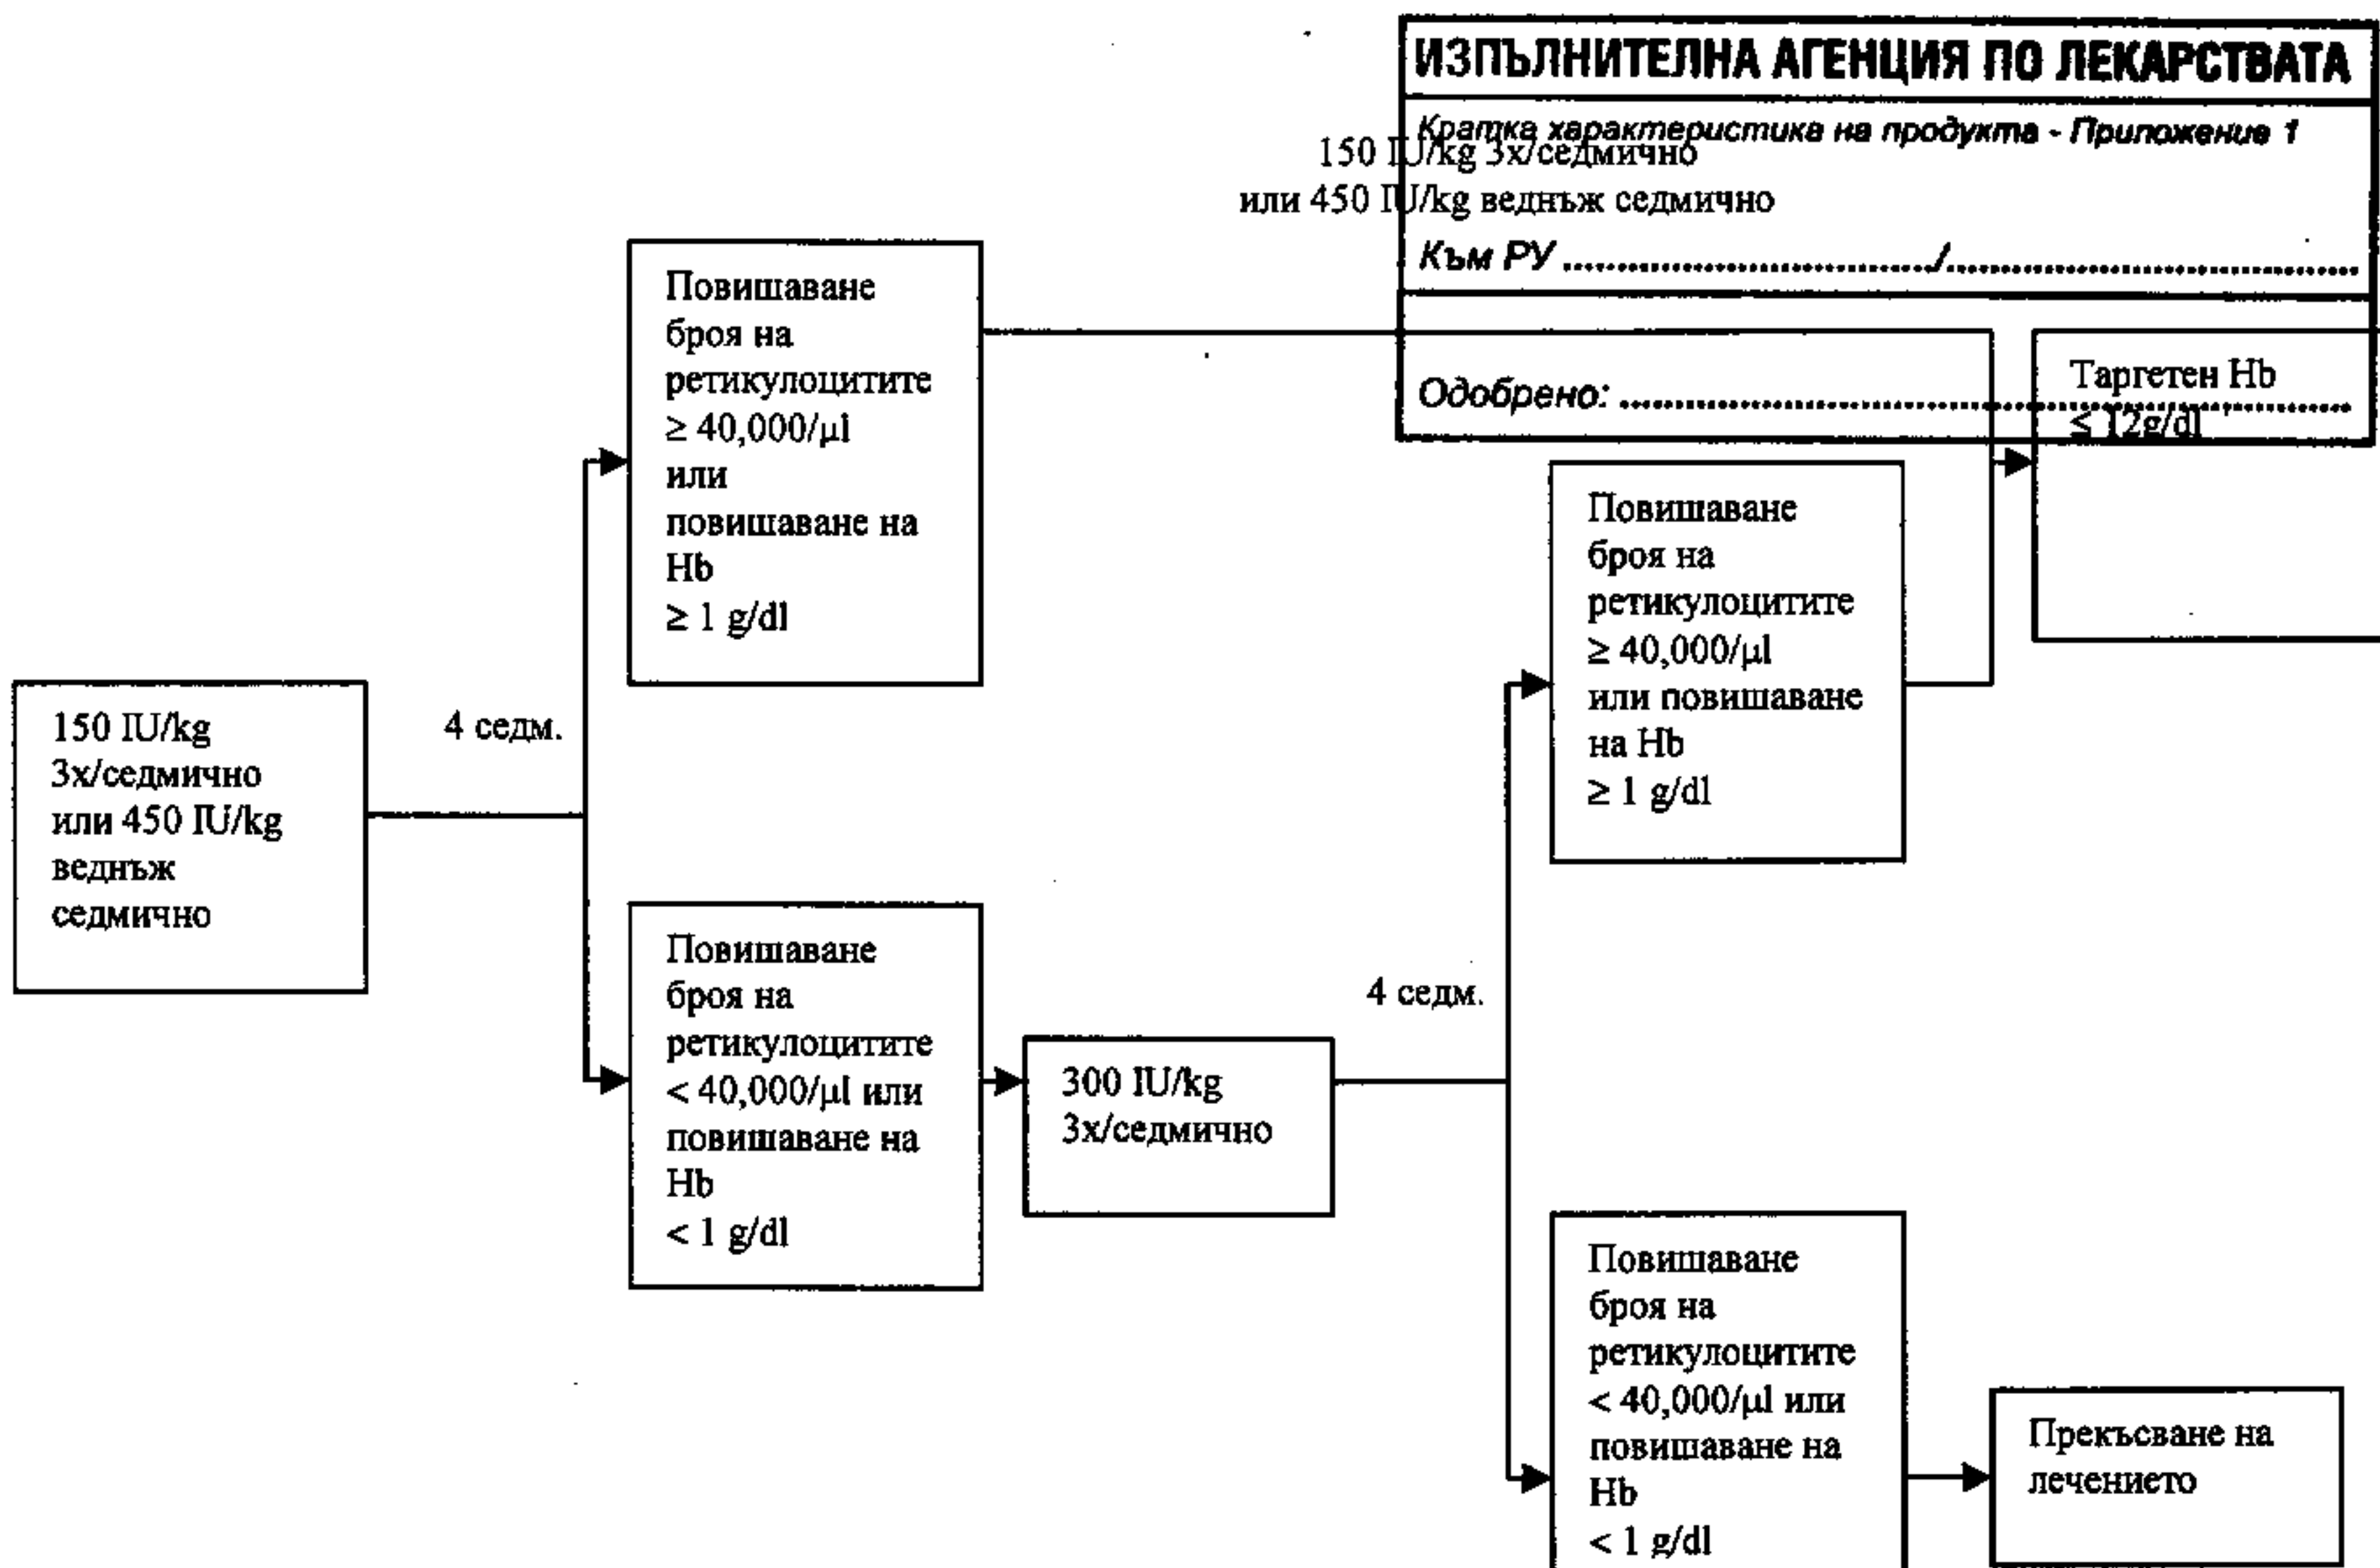 ИЗПЪЛНИТЕЛНА АГЕНЦИЯ ПО ЛЕКАРСТВАТА
Кратка характеристика на продукта - Приложение 1
150 IU/kg 3x/седмично
или 450 IU/kg веднъж седмично
Към РУ ................................../......................................
Одобрено: ..........................................................................
Повишаване
броя на
ретикулоцитите
≥ 40,000/µl
или
повишаване на
Hb
≥ 1 g/dl
Таргетен Hb
≤ 12g/dl
150 IU/kg
3x/седмично
или 450 IU/kg
веднъж
седмично
4 седм.
Повишаване
броя на
ретикулоцитите
< 40,000/µl или
повишаване на
Hb
< 1 g/dl
300 IU/kg
3x/седмично
4 седм.
Повишаване
броя на
ретикулоцитите
≥ 40,000/µl
или повишаване
на Hb
≥ 1 g/dl
Повишаване
броя на
ретикулоцитите
< 40,000/µl или
повишаване на
Hb
< 1 g/dl
Прекъсване на
лечението